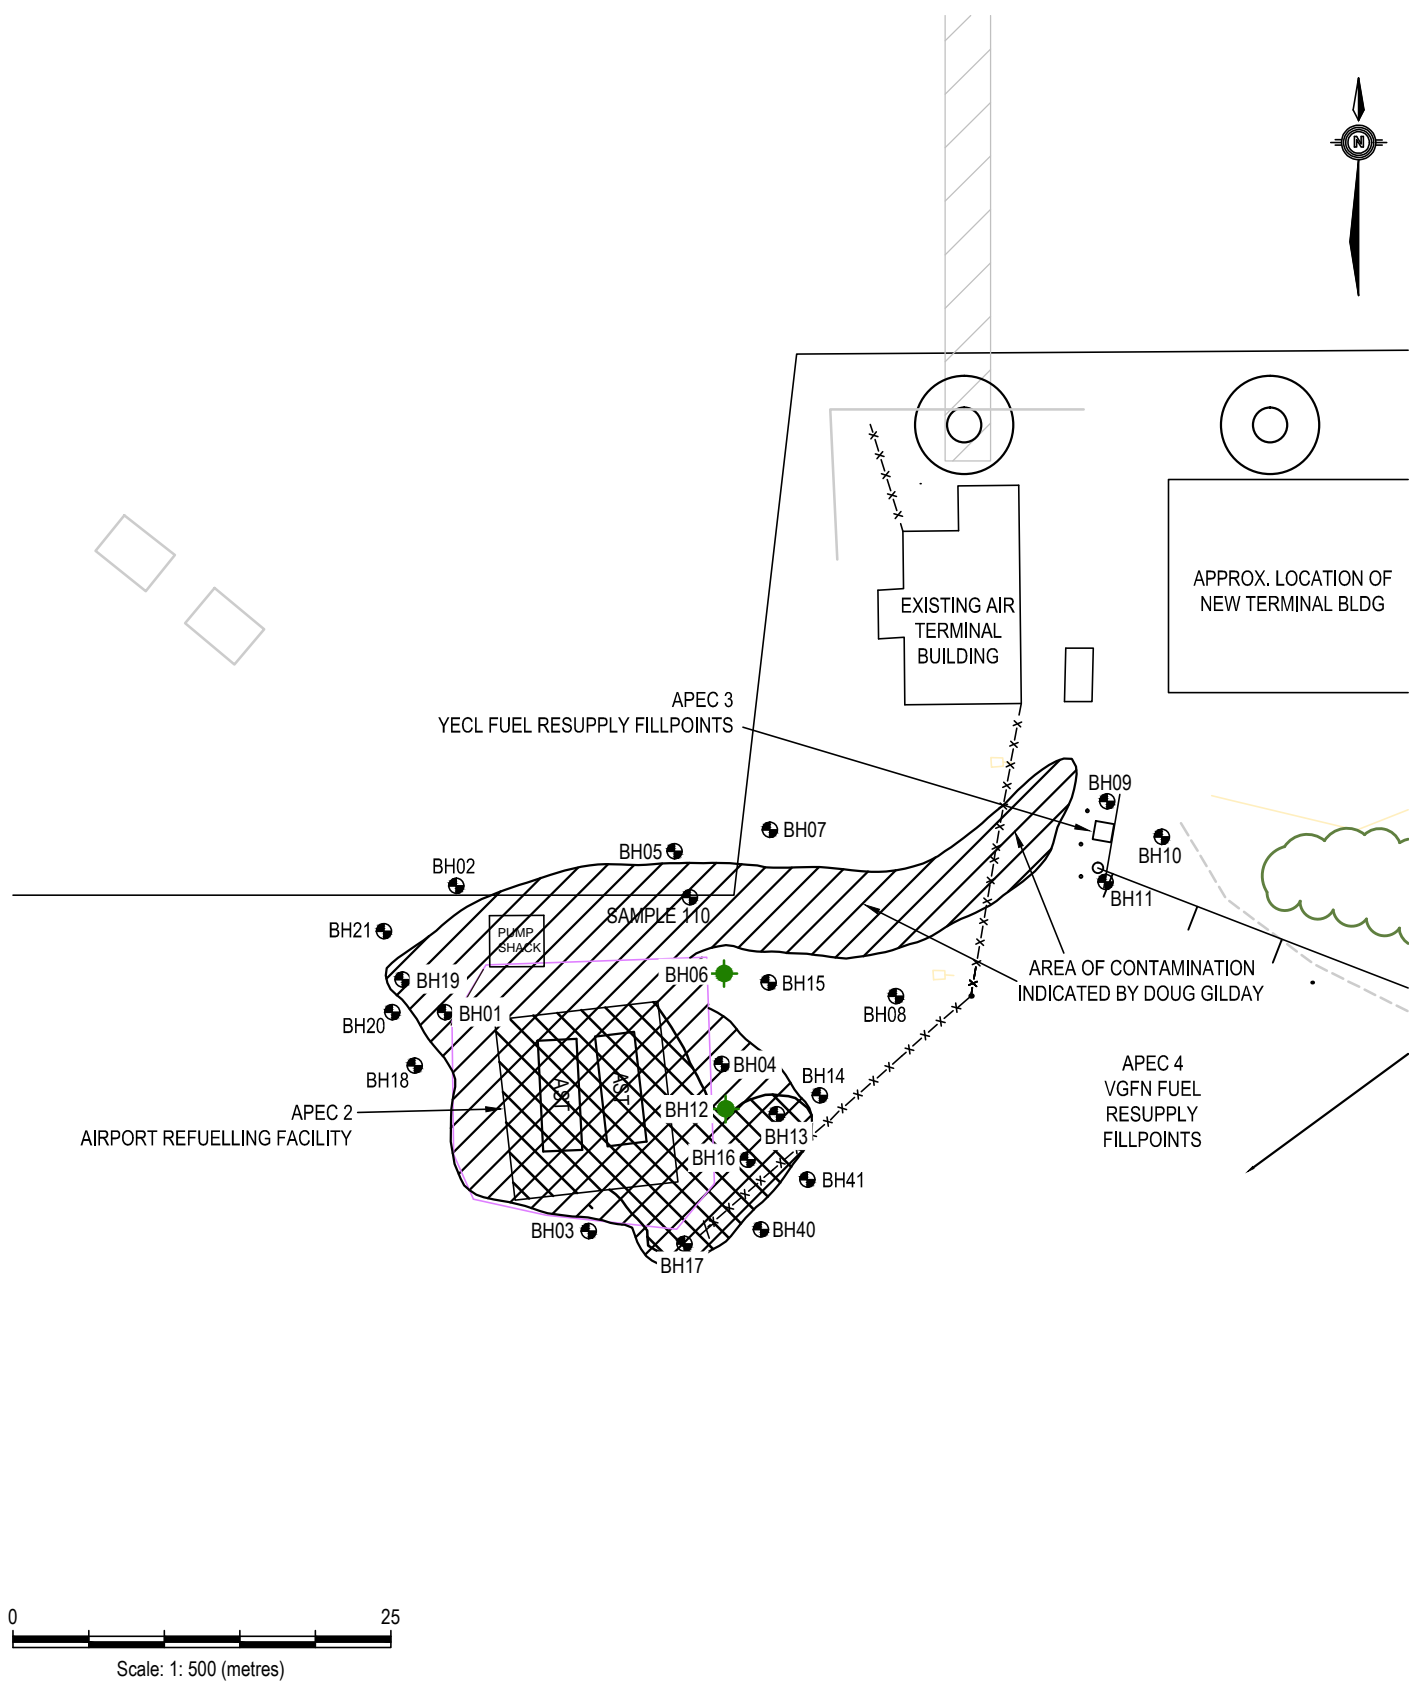 N
APPROX. LOCATION OF
NEW TERMINAL BLDG
EXISTING AIR
TERMINAL
BUILDING
APEC 3
YECL FUEL RESUPPLY FILLPOINTS
BH09
BH07
BH10
BH05
BH02
BH11
SAMPLE 110
BH21
PUMP
SHACK
AREA OF CONTAMINATION
INDICATED BY DOUG GILDAY
BH06
BH15
BH19
BH08
BH20
BH01
BH04
BH18
APEC 4
VGFN FUEL
RESUPPLY
FILLPOINTS
BH14
AST
AST
APEC 2
AIRPORT REFUELLING FACILITY
BH12
BH13
BH16
BH41
BH03
BH40
BH17
0
25
Scale: 1: 500 (metres)